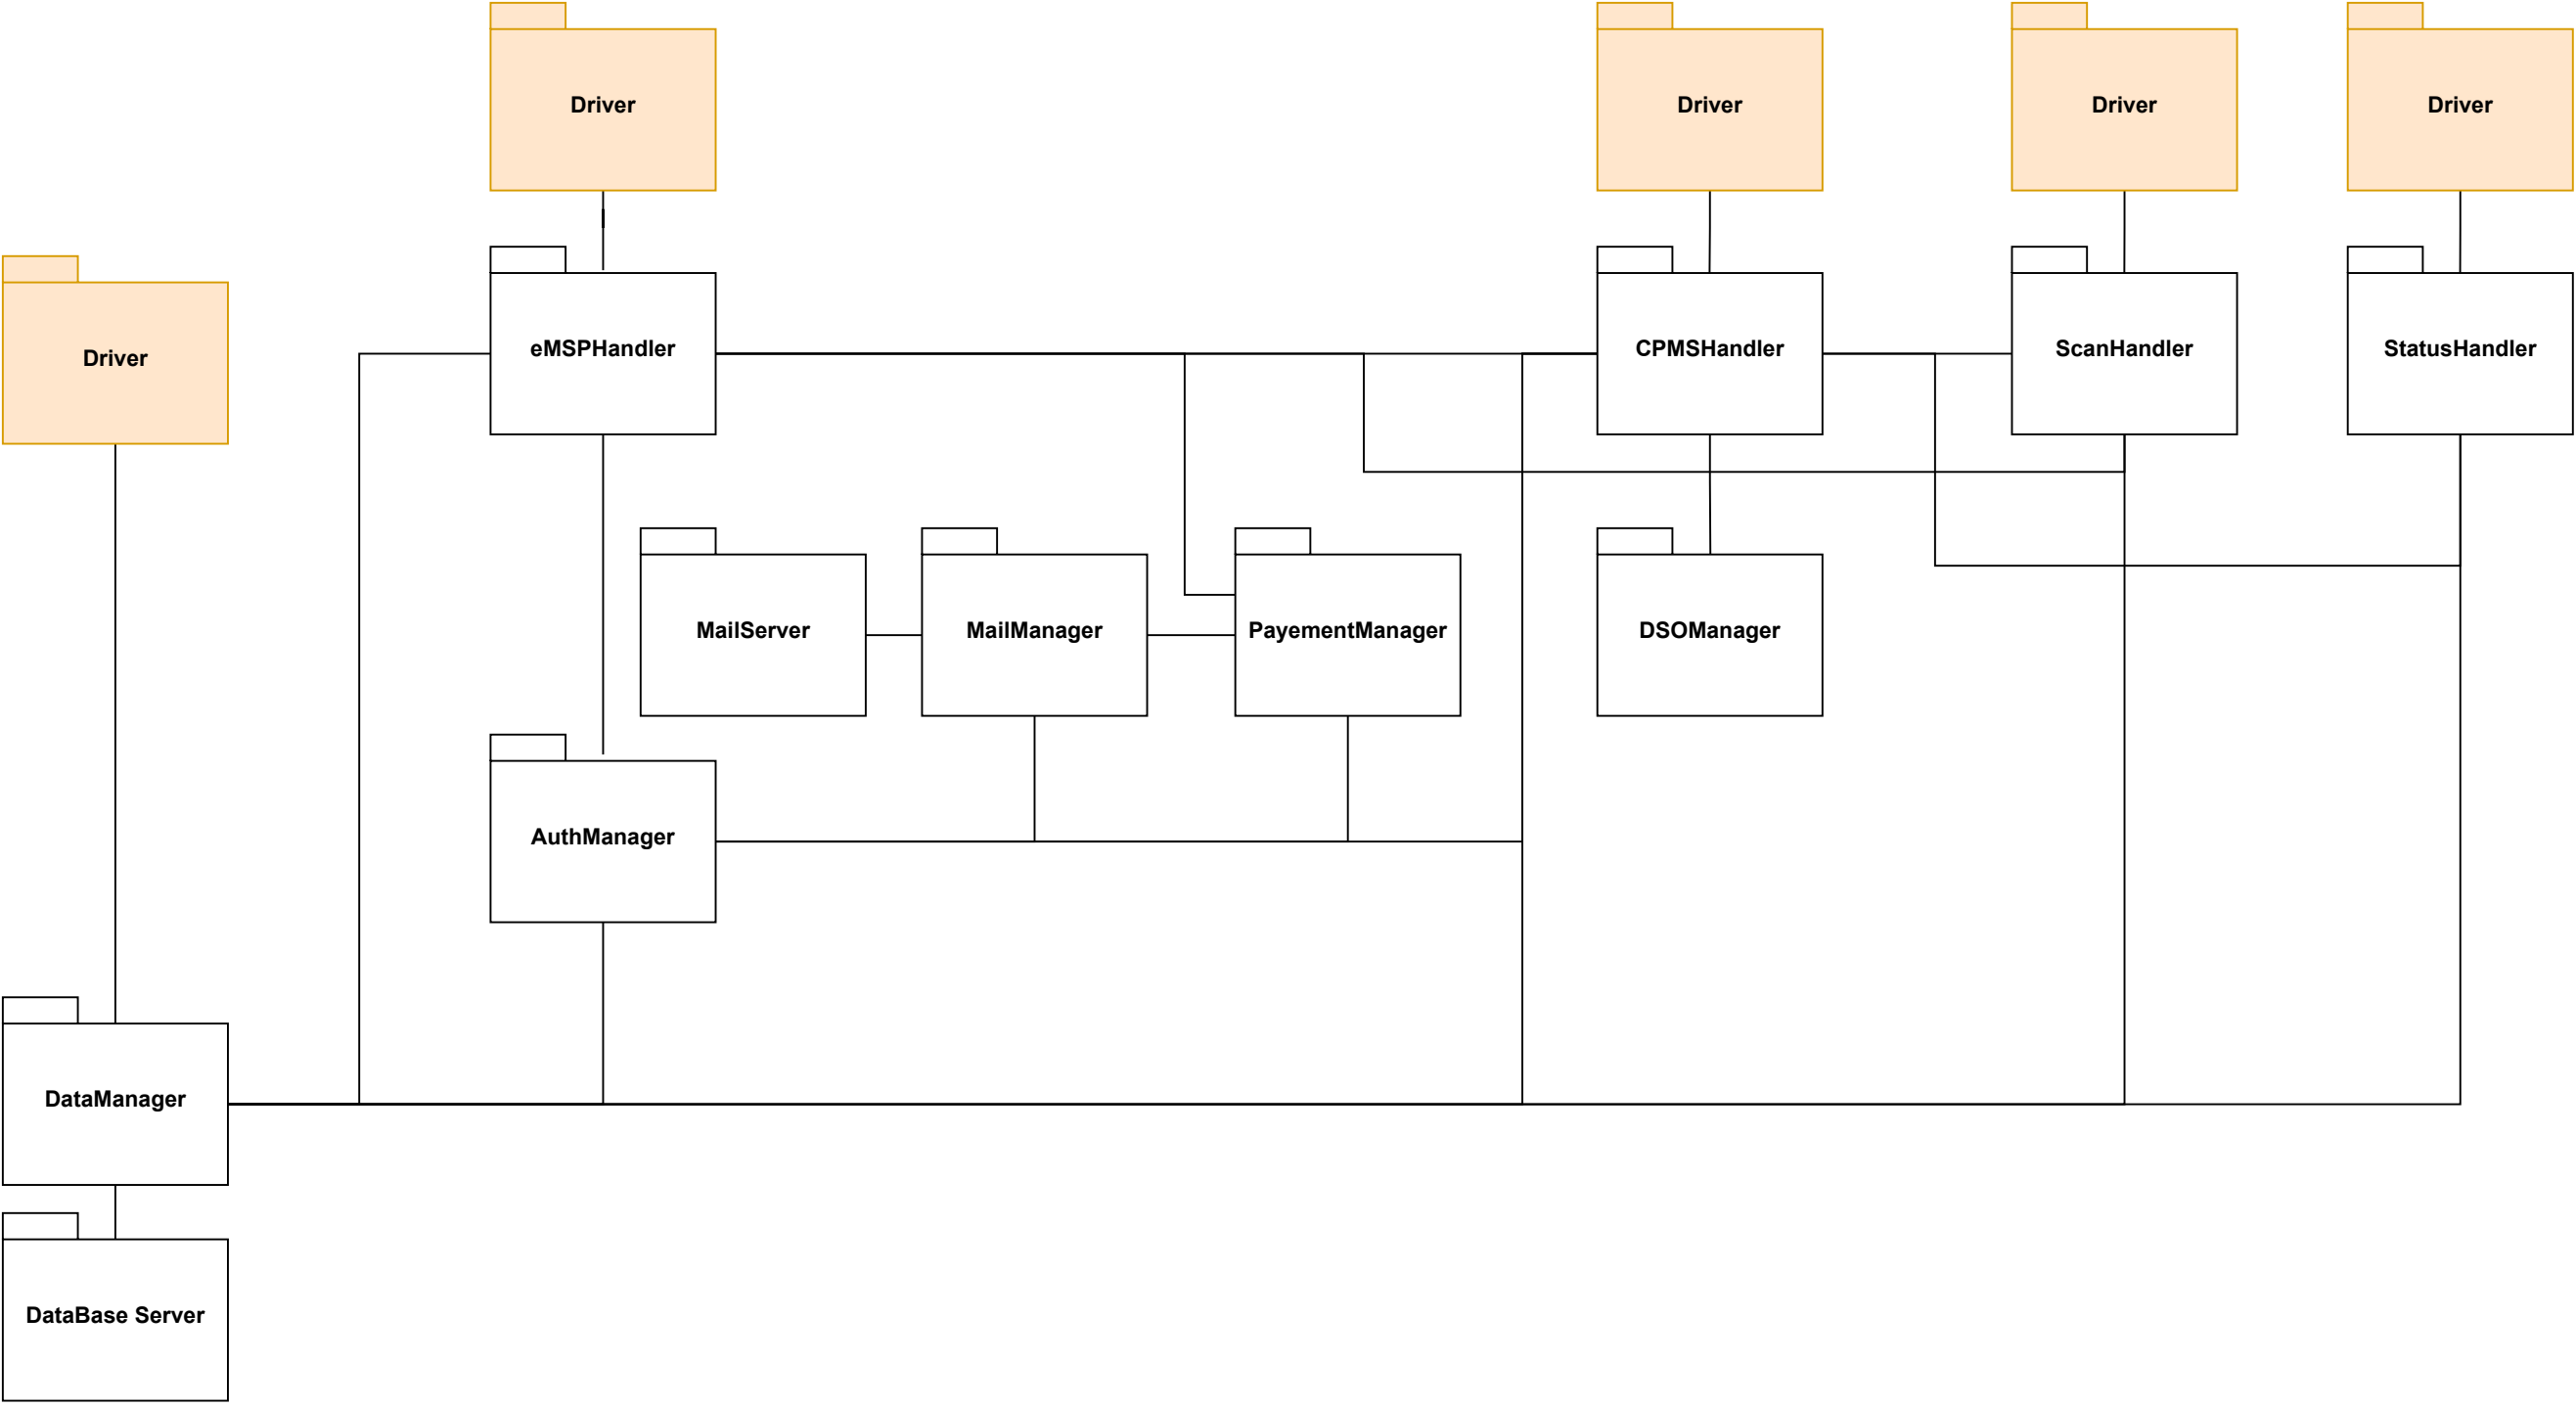 Driver
Driver
Driver
Driver
Driver
eMSPHandler
CPMSHandler
ScanHandler
StatusHandler
MailServer
MailManager
PayementManager
DSOManager
AuthManager
DataManager
DataBase Server